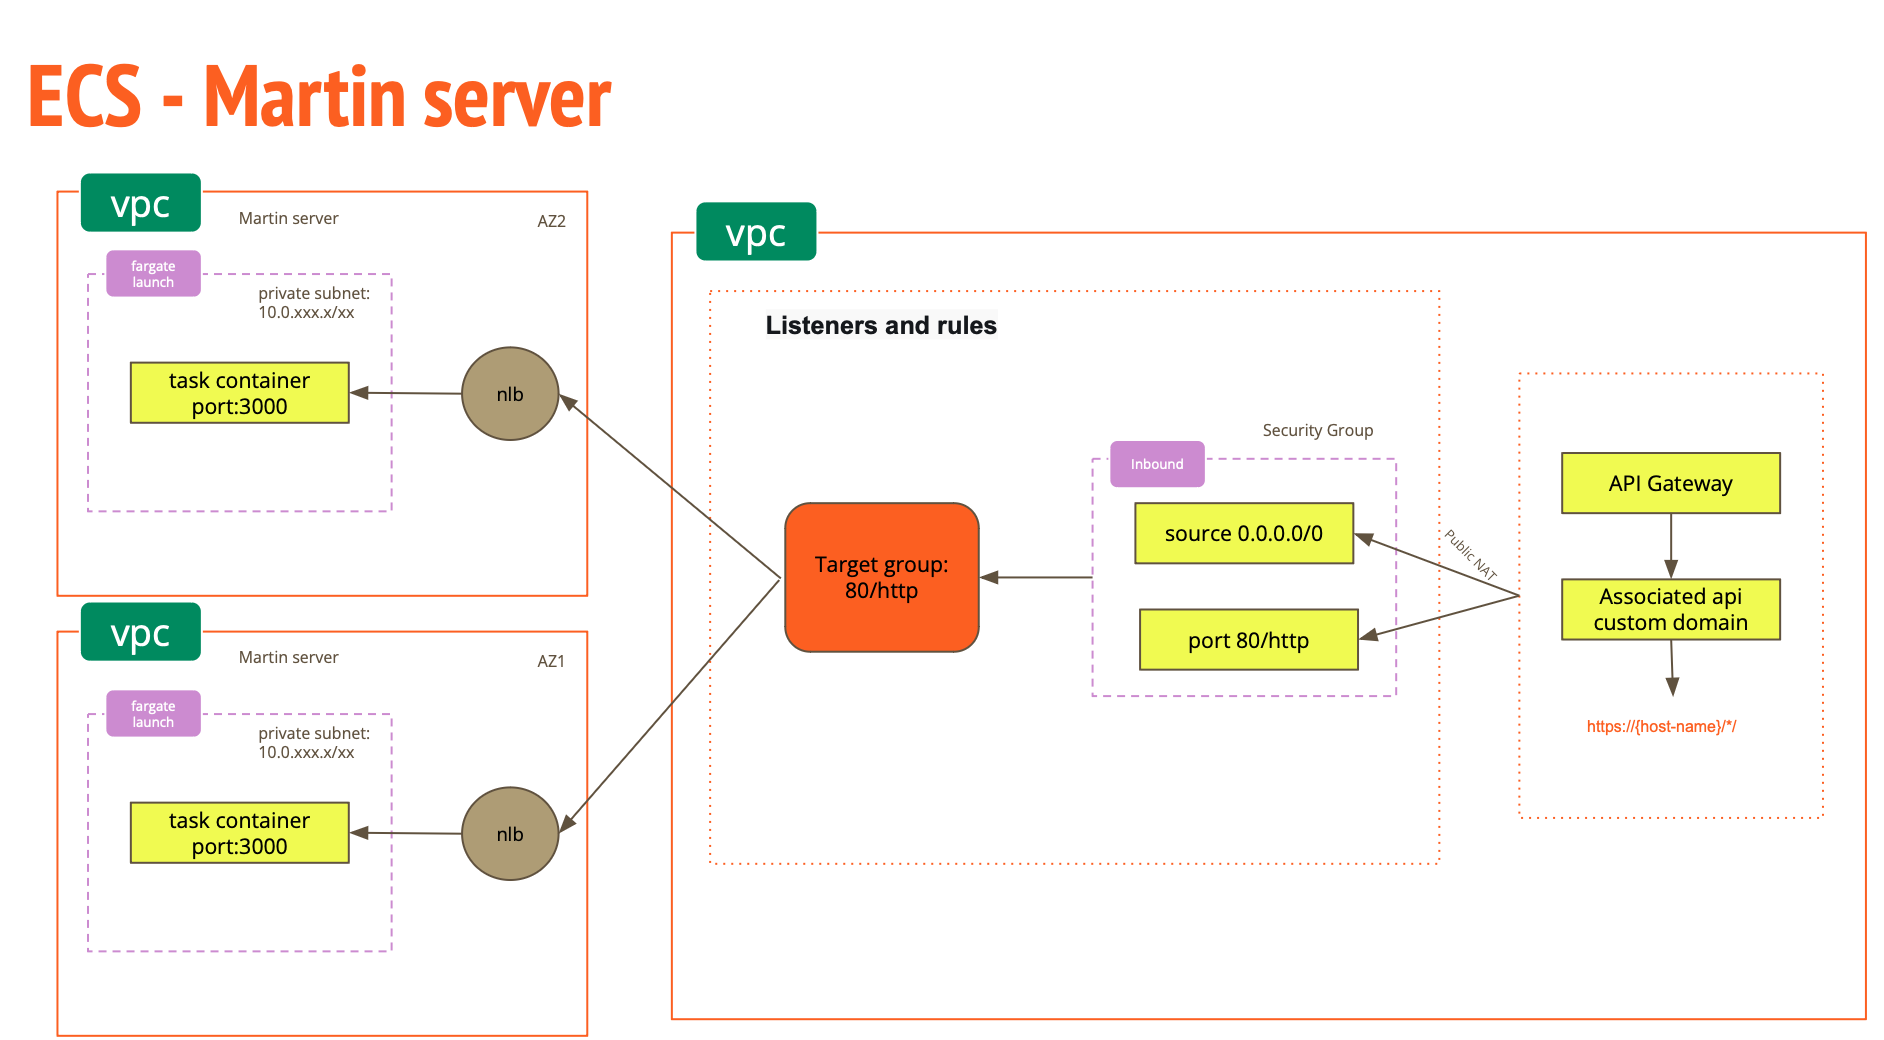 ECS - Martin server
vpc
Martin server
AZ2
fargate
launch
private subnet:
10.0.xxx.x/xx
task container
port:3000
nlb
vpc
Martin server
AZ1
fargate
launch
private subnet:
10.0.xxx.x/xx
task container
port:3000
nlb
vpc
Listeners and rules
Target group:
80/http
Security Group
Inbound
source 0.0.0.0/0
port 80/http
Public NAT
API Gateway
Associated api
custom domain
https://{host-name}/*/